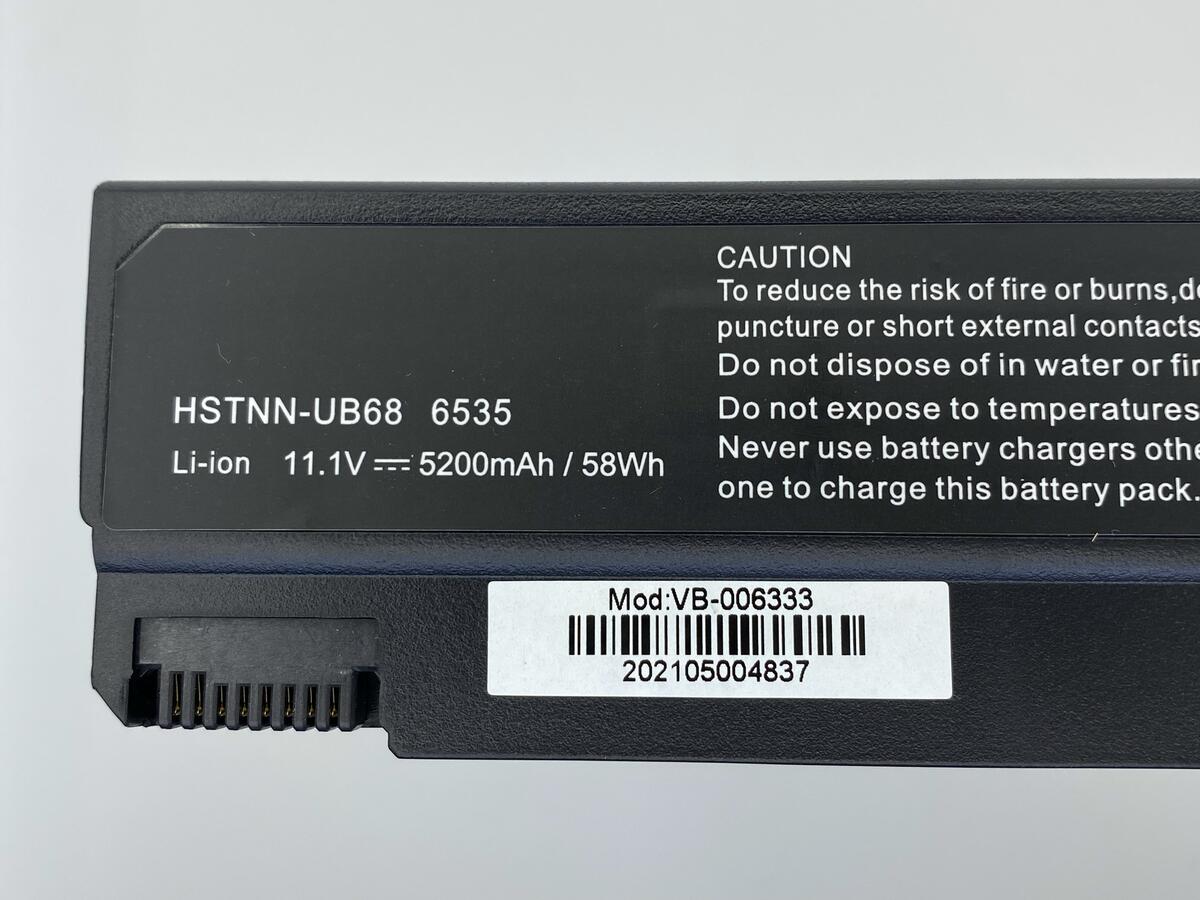 HSTNN-UB68 6535
Li-ion 11.1V 5200mAh / 58Wh
CAUTION
To reduce the risk of fire or burns,
puncture or short external contacts
Do not dispose of in water or
Do not expose to temperatures
Never use battery chargers
one to charge this battery pack.
Mod:VB-006333
202105004837